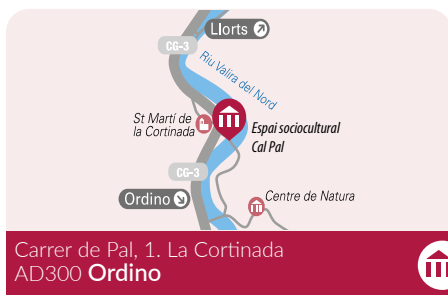 Llorts
CG-3
Riu Valira del Nord
St Martí de
la Cortinada
Espai sociocultural
Cal Pal
CG-3
Ordino
Centre de Natura
Carrer de Pal, 1. La Cortinada
AD300 Ordino